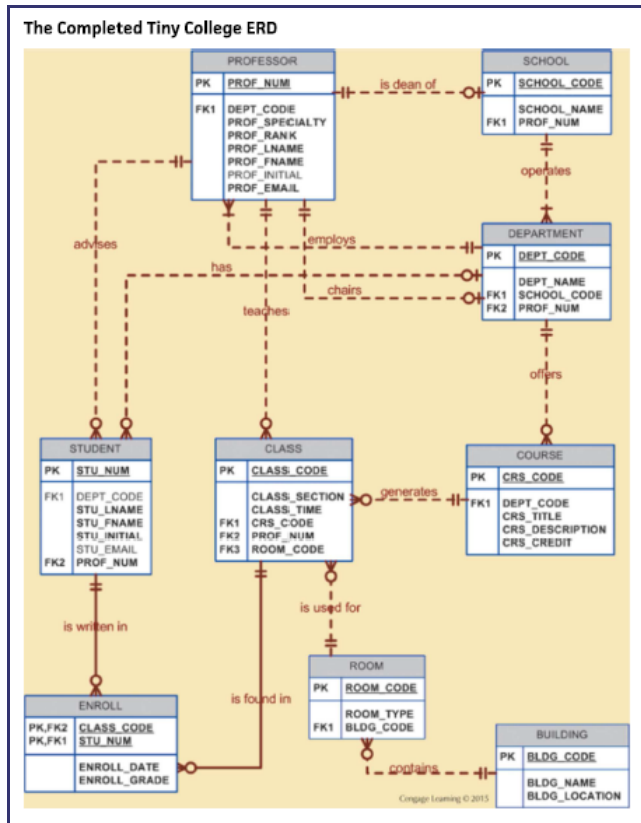 The Completed Tiny College ERD
PROFESSOR
PK PROF_NUM
FK1 DEPT_CODE
PROF_SPECIALTY
PROF_RANK
PROF_LNAME
PROF_FNAME
PROF_INITIAL
PROF_EMAIL
is dean of
SCHOOL
PK SCHOOL_CODE
SCHOOL_NAME
FK1 PROF_NUM
operates
advises
employs
has
chairs
teaches
DEPARTMENT
PK DEPT_CODE
DEPT_NAME
FK1 SCHOOL_CODE
FK2 PROF_NUM
offers
STUDENT
PK STU_NUM
FK1 DEPT_CODE
STU_LNAME
STU_FNAME
STU_INITIAL
STU_EMAIL
FK2 PROF_NUM
CLASS
PK CLASS_CODE
CLASS_SECTION
CLASS_TIME
FK1 CRS_CODE
FK2 PROF_NUM
FK3 ROOM_CODE
generates
COURSE
PK CRS_CODE
FK1 DEPT_CODE
CRS_TITLE
CRS_DESCRIPTION
CRS_CREDIT
is written in
is used for
is found in
ENROLL
PK,FK2 CLASS_CODE
PK,FK1 STU_NUM
ENROLL_DATE
ENROLL_GRADE
ROOM
PK ROOM_CODE
ROOM_TYPE
FK1 BLDG_CODE
contains
BUILDING
PK BLDG_CODE
BLDG_NAME
BLDG_LOCATION
Cengage Learning © 2015